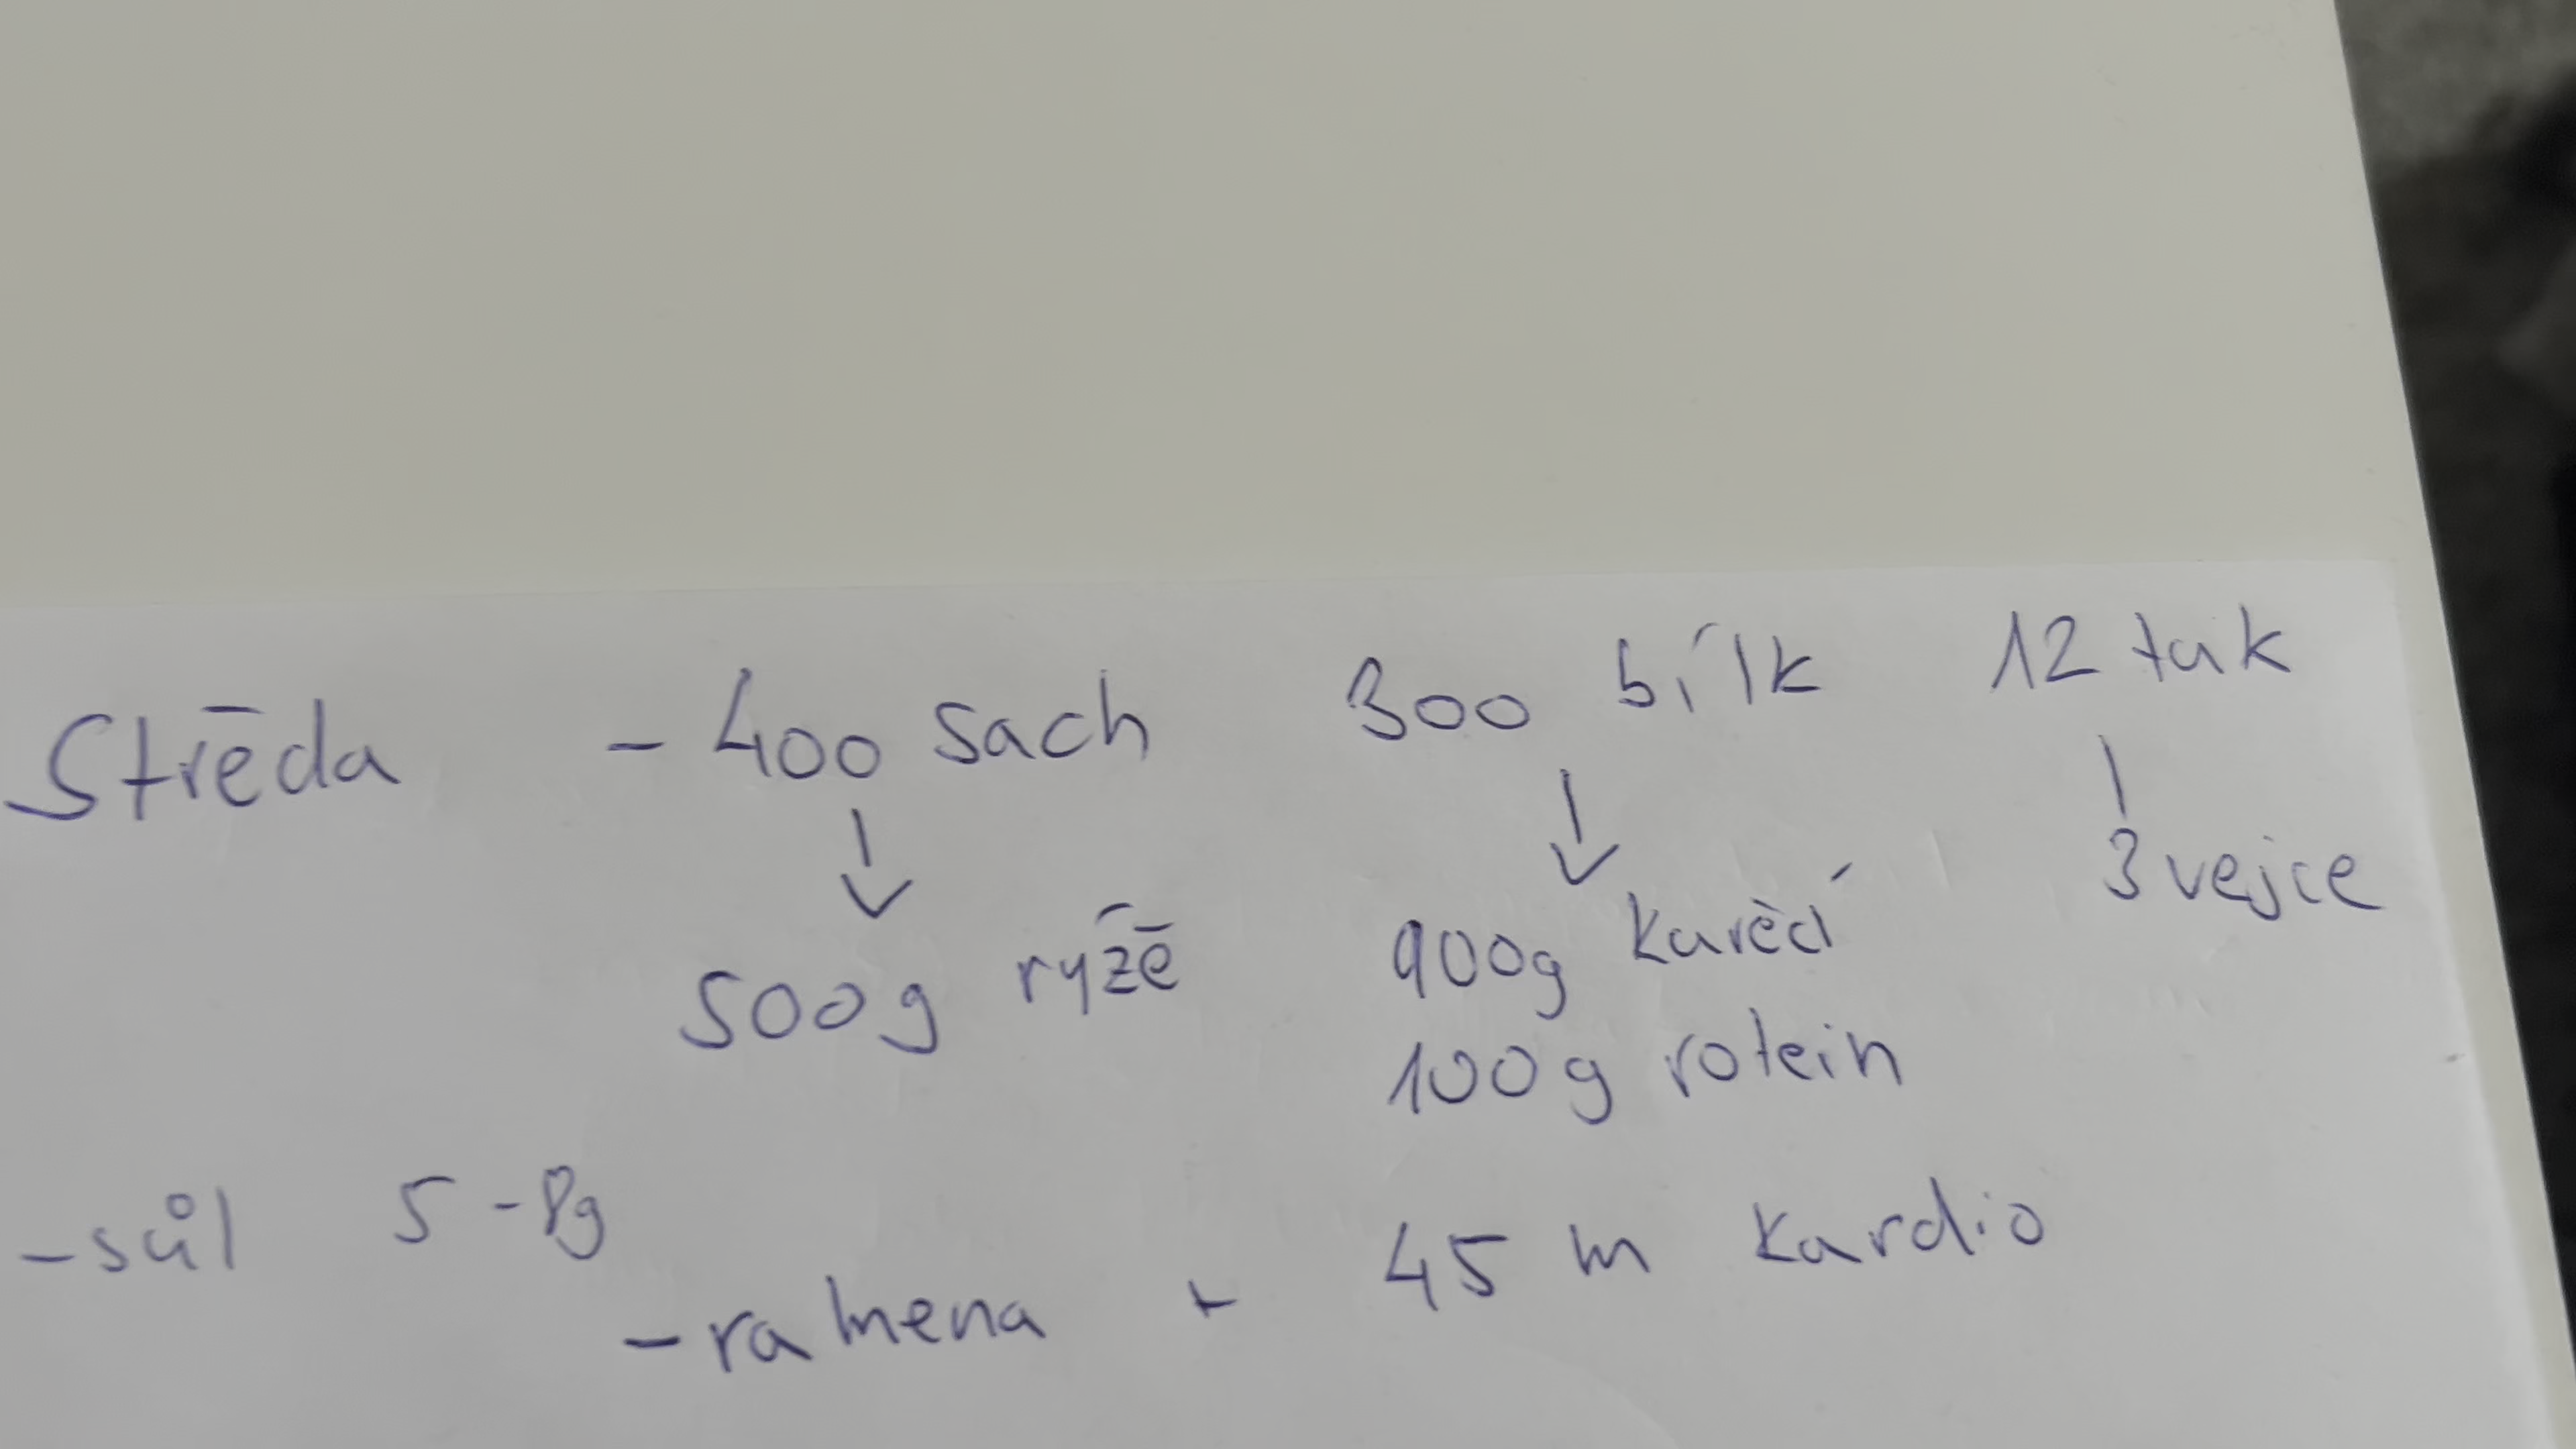 Středa - 400 sach 300 bílk 12 tuk
↓ ↓ |
500g rýže 900g kuřecí 3 vejce
100g rotein
- sůl 5 - 8g
- ramena + 45 m kardio